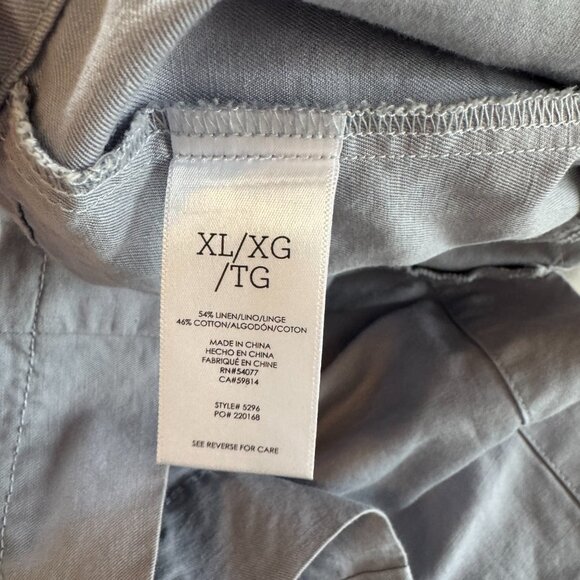 XL/XG
/TG
54% LINEN/LINO/LINGE
46% COTTON/ALGODÓN/COTON
MADE IN CHINA
HECHO EN CHINA
FABRIQUÉ EN CHINE
RN#54077
CA#59814
STYLE# 5296
PO# 220168
SEE REVERSE FOR CARE